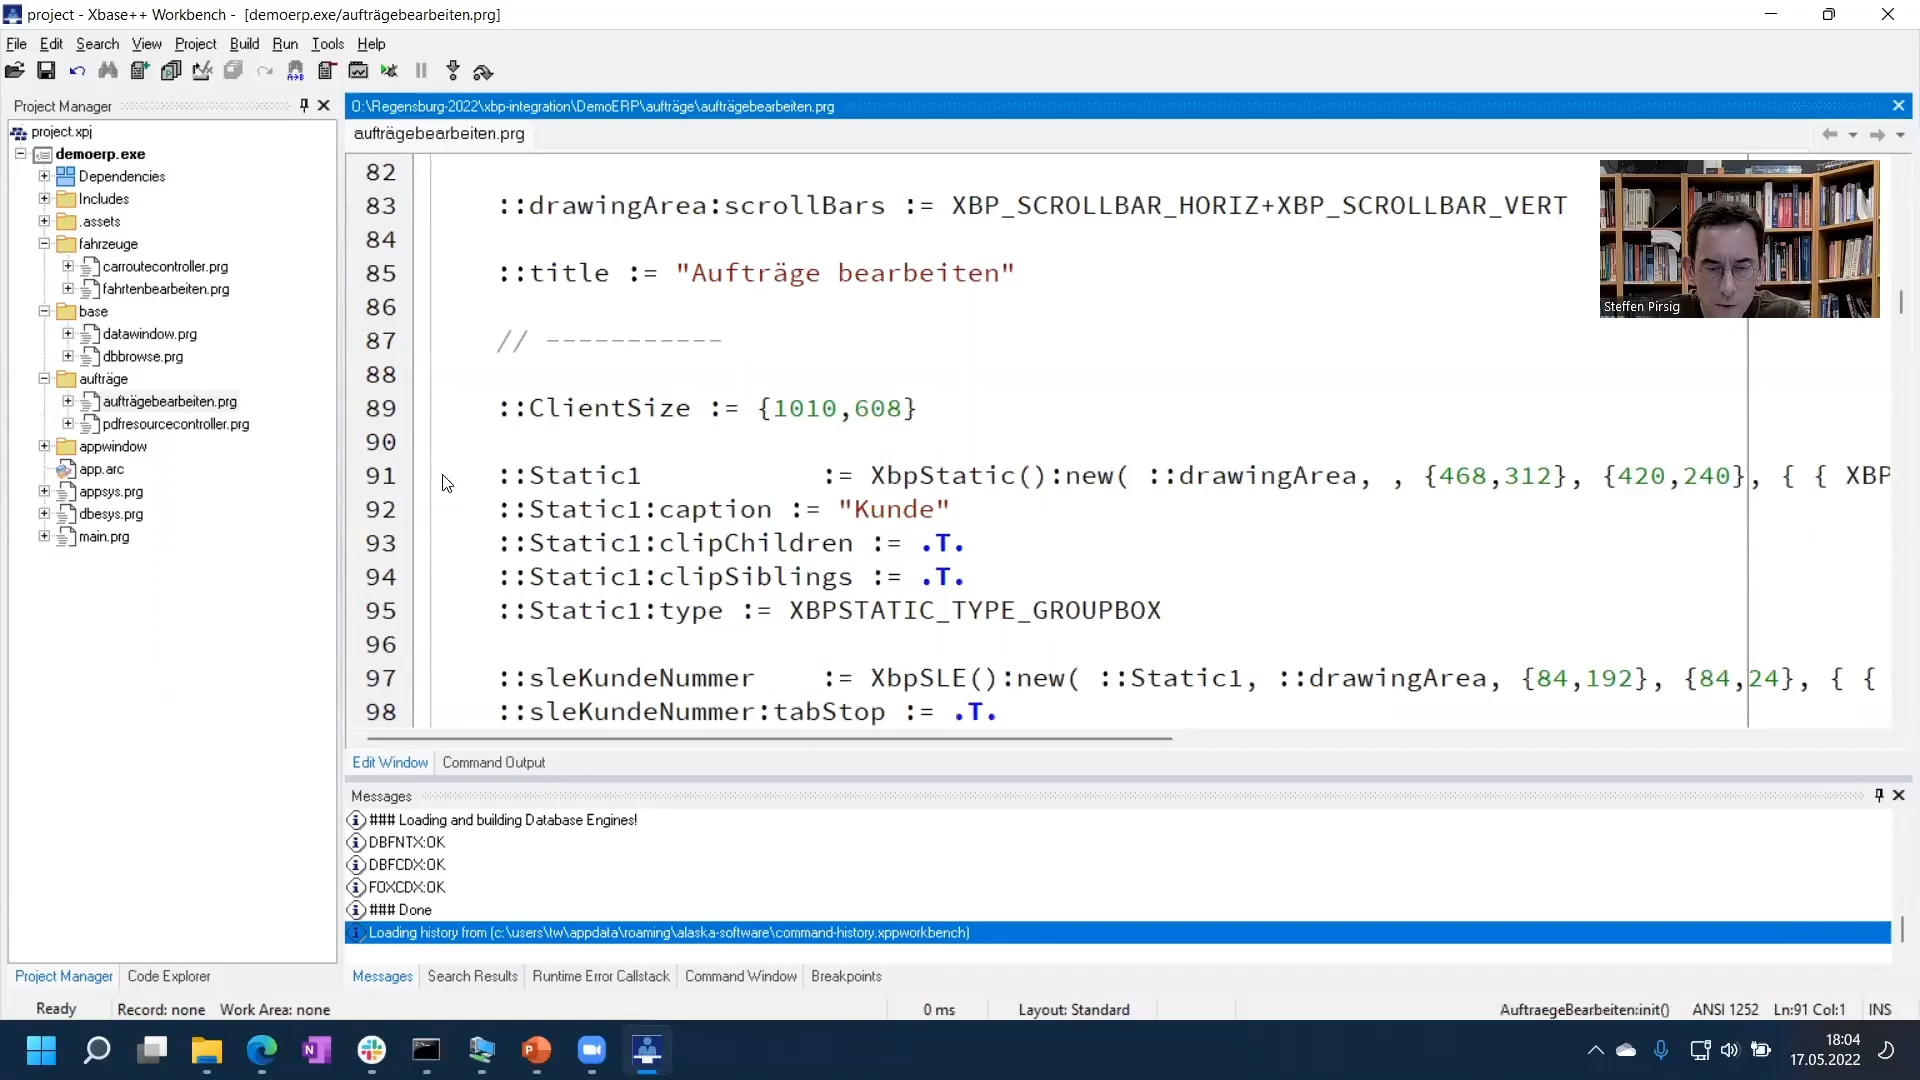 project - Xbase++ Workbench - [demoerp.exe/aufträgebearbeiten.prg]
File Edit Search View Project Build Run Tools Help
Project Manager
project.xpj
demoerp.exe
Dependencies
Includes
.assets
fahrzeuge
carroutecontroller.prg
fahrtenbearbeiten.prg
base
datawindow.prg
dbbrowse.prg
aufträge
aufträgebearbeiten.prg
pdfresourcecontroller.prg
appwindow
app.arc
appsys.prg
dbesys.prg
main.prg
Project Manager Code Explorer
O:\Regensburg-2022\xbp-integration\DemoERP\aufträge\aufträgebearbeiten.prg
aufträgebearbeiten.prg
82
83 ::drawingArea:scrollBars := XBP_SCROLLBAR_HORIZ+XBP_SCROLLBAR_VERT
84
85 ::title := "Aufträge bearbeiten"
86
87 // -----------
88
89 ::ClientSize := {1010,608}
90
91 ::Static1 := XbpStatic():new( ::drawingArea, , {468,312}, {420,240}, { { XBP
92 ::Static1:caption := "Kunde"
93 ::Static1:clipChildren := .T.
94 ::Static1:clipSiblings := .T.
95 ::Static1:type := XBPSTATIC_TYPE_GROUPBOX
96
97 ::sleKundeNummer := XbpSLE():new( ::Static1, ::drawingArea, {84,192}, {84,24}, { {
98 ::sleKundeNummer:tabStop := .T.
Steffen Pirsig
Edit Window Command Output
Messages
### Loading and building Database Engines!
DBFNTX:OK
DBFCDX:OK
FOXCDX:OK
### Done
Loading history from (c:\users\tw\appdata\roaming\alaska-software\command-history.xppworkbench)
Messages Search Results Runtime Error Callstack Command Window Breakpoints
Ready Record: none Work Area: none 0 ms Layout: Standard AuftraegeBearbeiten:init() ANSI 1252 Ln:91 Col:1 INS
18:04
17.05.2022